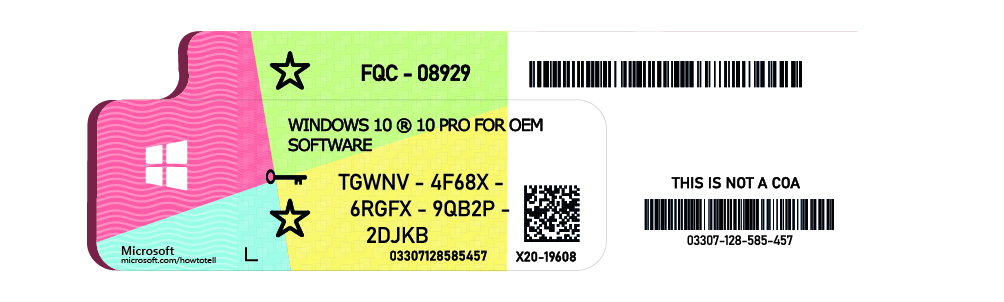 FQC - 08929
WINDOWS 10 ® 10 PRO FOR OEM
SOFTWARE
TGWNV - 4F68X -
6RGFX - 9QB2P -
2DJKB
03307128585457
X20-19608
Microsoft
microsoft.com/howtotell
THIS IS NOT A COA
03307-128-585-457